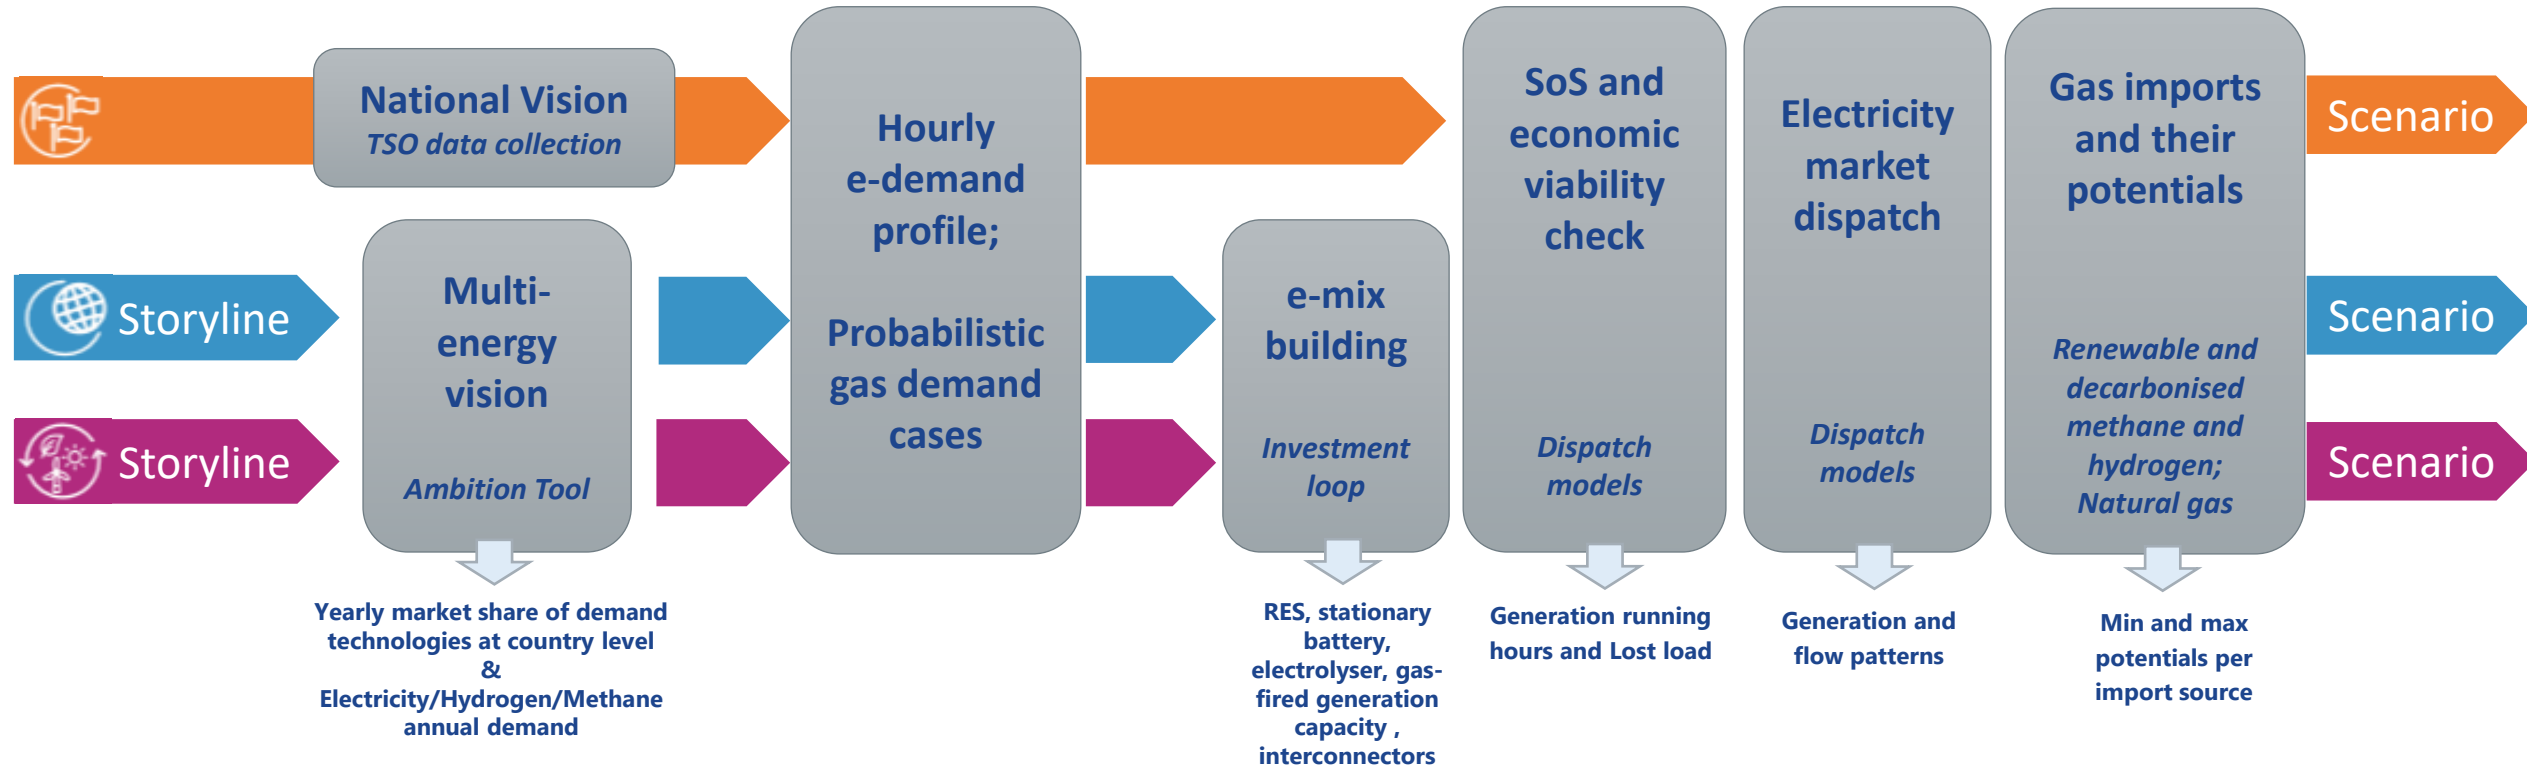 National Vision
TSO data collection
Storyline
Storyline
Multi-
energy
vision
Ambition Tool
Yearly market share of demand
technologies at country level
&
Electricity/Hydrogen/Methane
annual demand
Hourly
e-demand
profile;
Probabilistic
gas demand
cases
e-mix
building
Investment
loop
RES, stationary
battery,
electrolyser, gas-
fired generation
capacity ,
interconnectors
SoS and
economic
viability
check
Dispatch
models
Generation running
hours and Lost load
Electricity
market
dispatch
Dispatch
models
Generation and
flow patterns
Gas imports
and their
potentials
Renewable and
decarbonised
methane and
hydrogen;
Natural gas
Min and max
potentials per
import source
Scenario
Scenario
Scenario